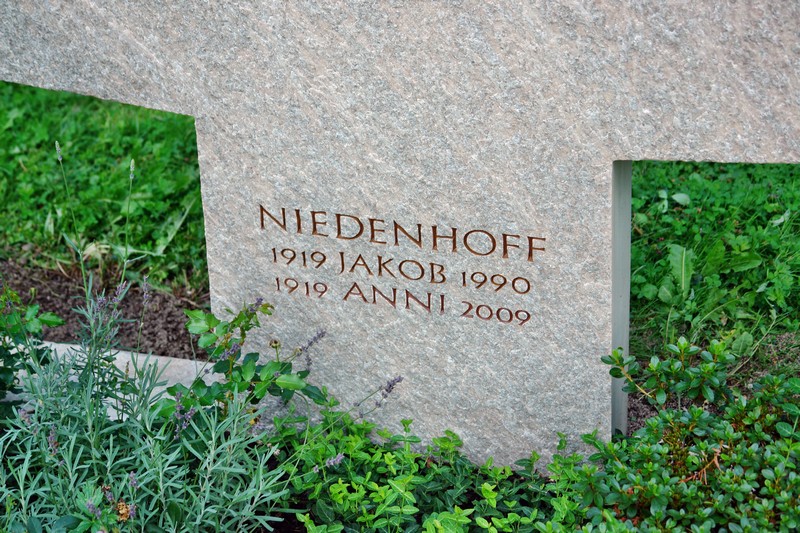 NIEDENHOFF
1919 JAKOB 1990
1919 ANNI 2009